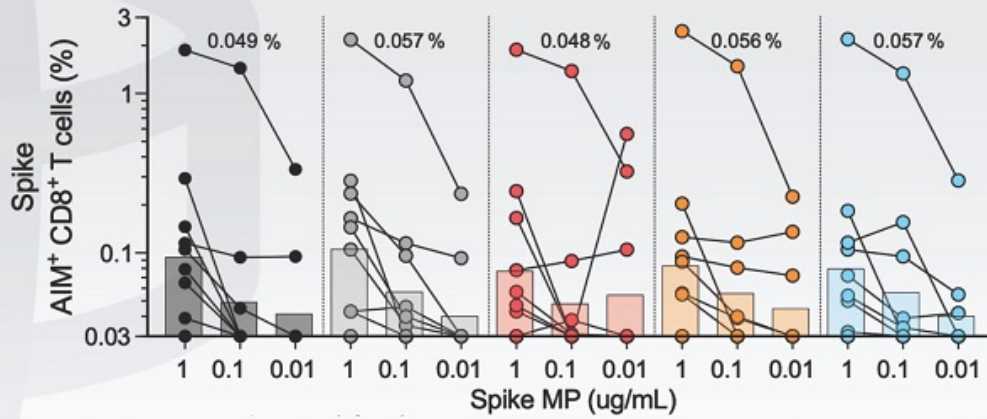 Spike
AIM⁺ CD8⁺ T cells (%)
3
1
0.1
0.03
0.049 %
0.057 %
0.048 %
0.056 %
0.057 %
1 0.1 0.01 1 0.1 0.01 1 0.1 0.01 1 0.1 0.01 1 0.1 0.01
Spike MP (ug/mL)